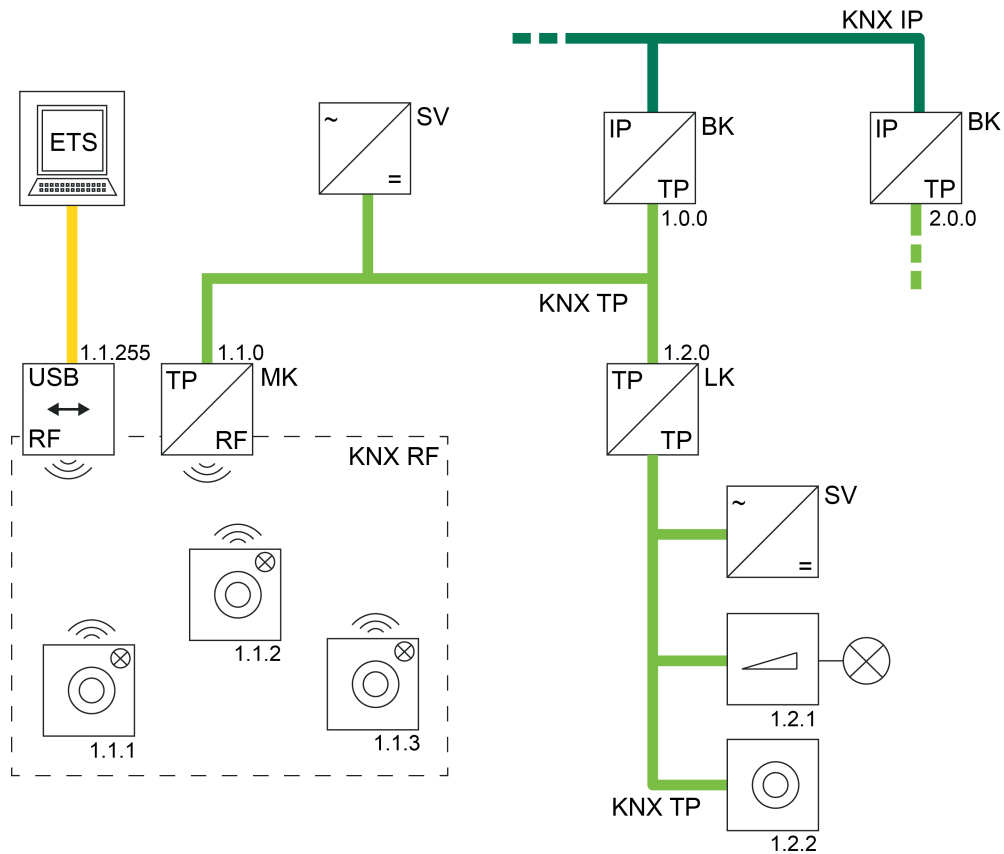 KNX IP
ETS
~
=
SV
IP
TP
BK
1.0.0
IP
TP
BK
2.0.0
KNX TP
1.1.255
USB
RF
1.1.0
TP
RF
MK
1.2.0
TP
TP
LK
KNX RF
~
=
SV
1.1.2
1.1.1
1.1.3
1.2.1
KNX TP
1.2.2